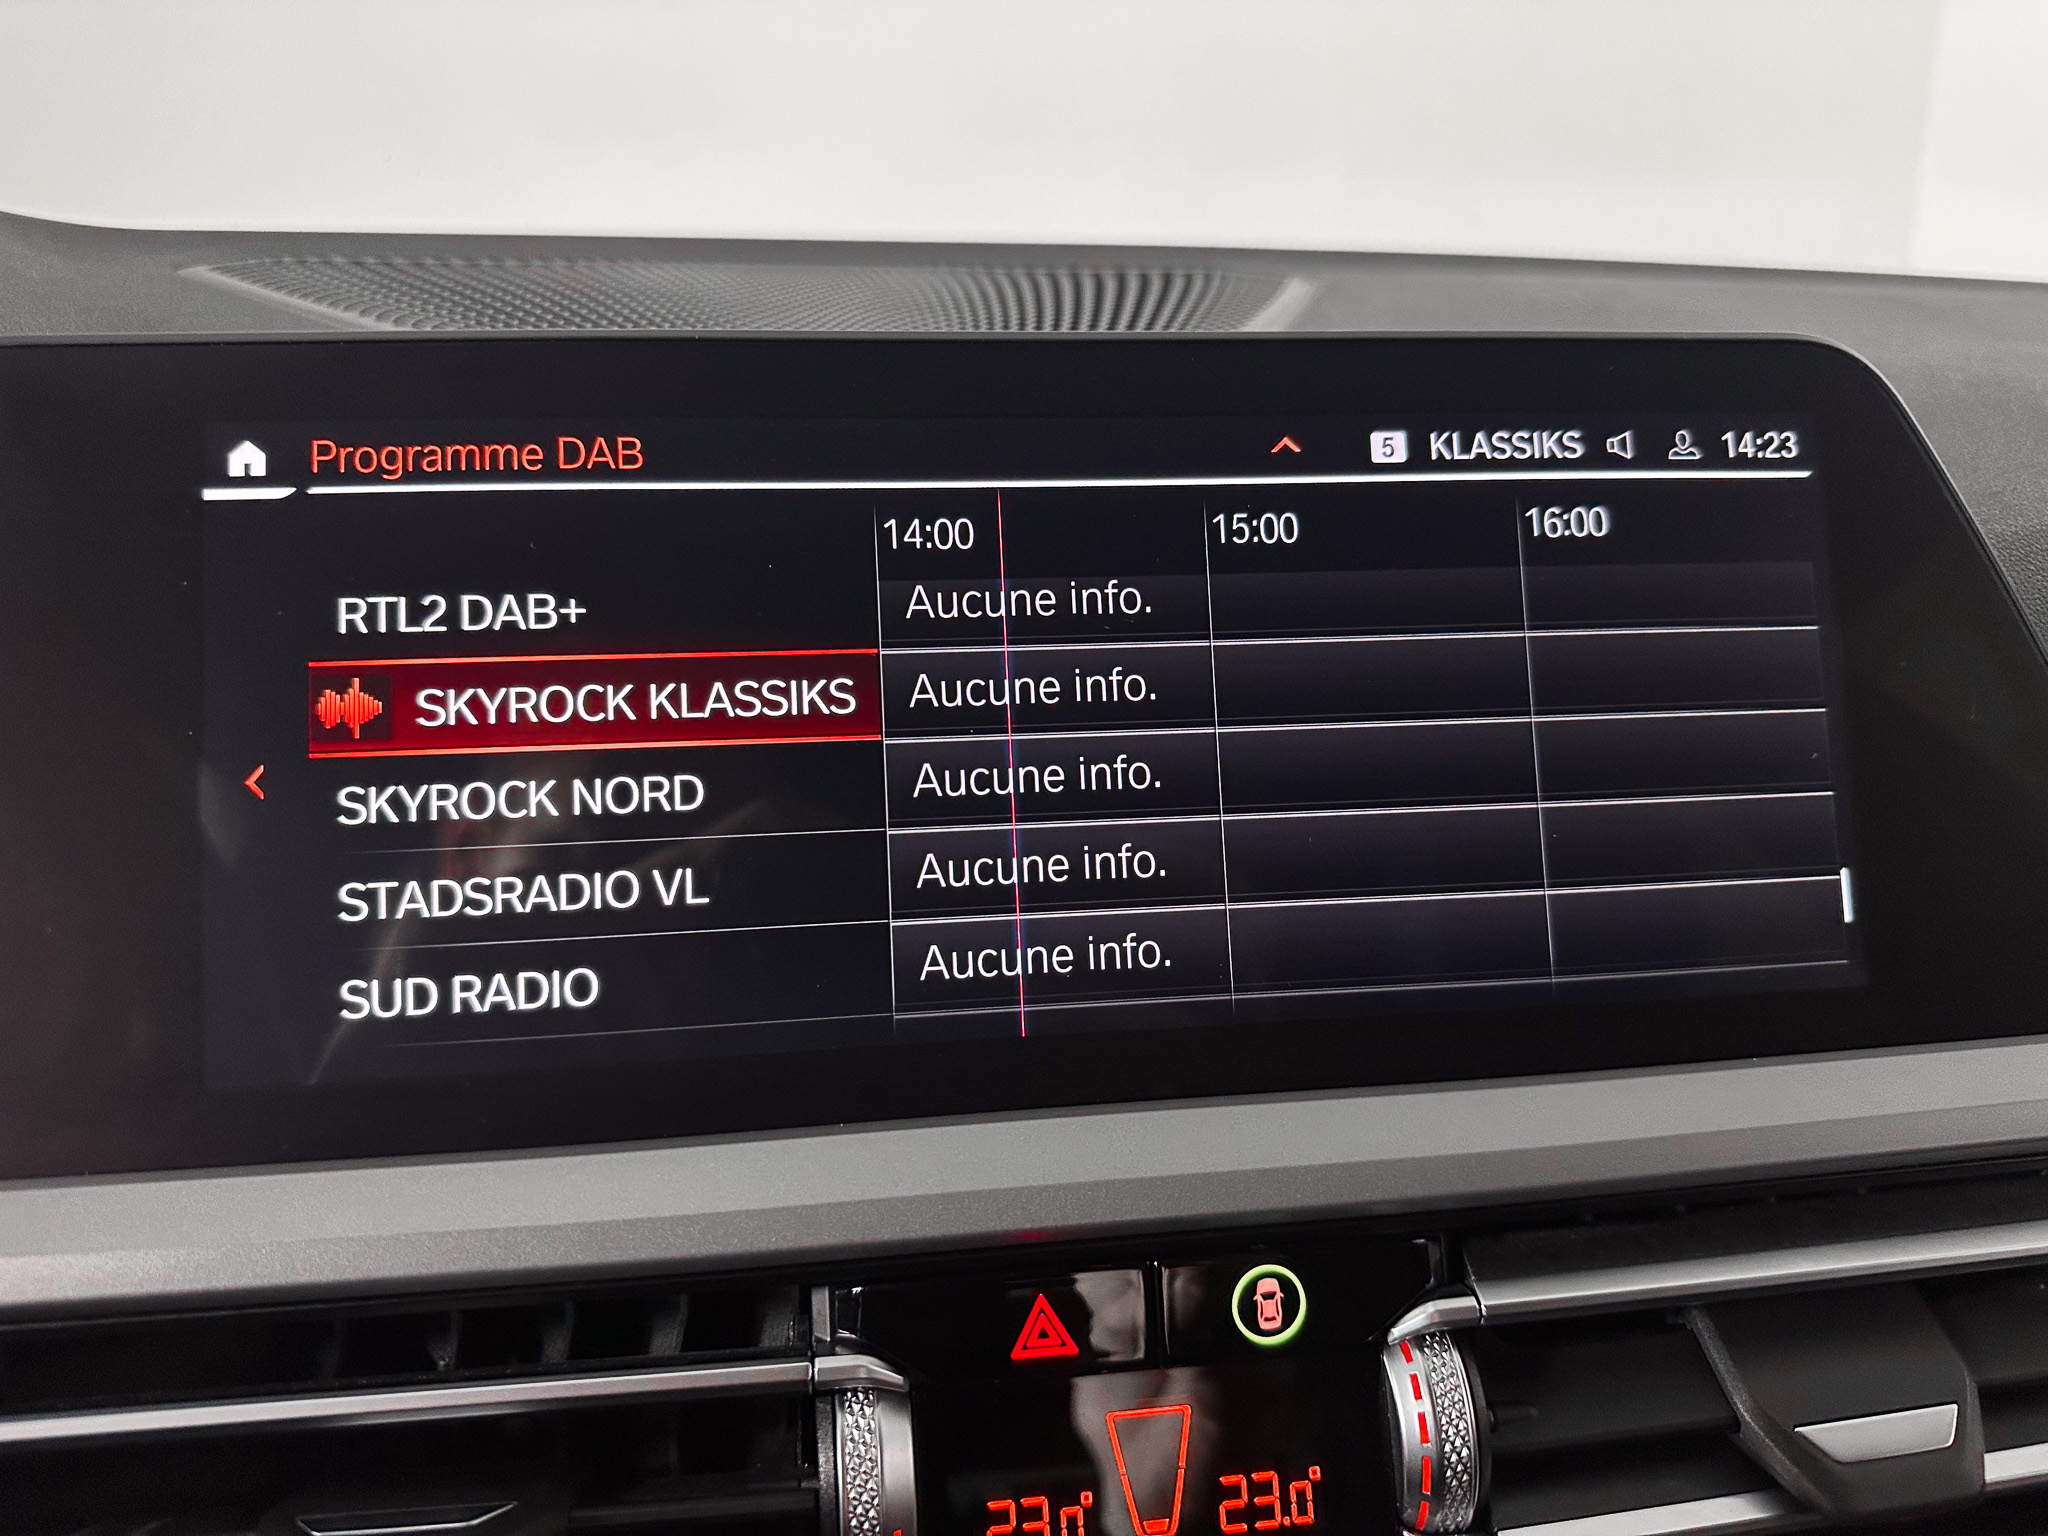 Programme DAB
5 KLASSIKS 14:23
14:00 15:00 16:00
RTL2 DAB+ Aucune info.
SKYROCK KLASSIKS Aucune info.
SKYROCK NORD Aucune info.
STADSRADIO VL Aucune info.
SUD RADIO Aucune info.
23.0° 23.0°